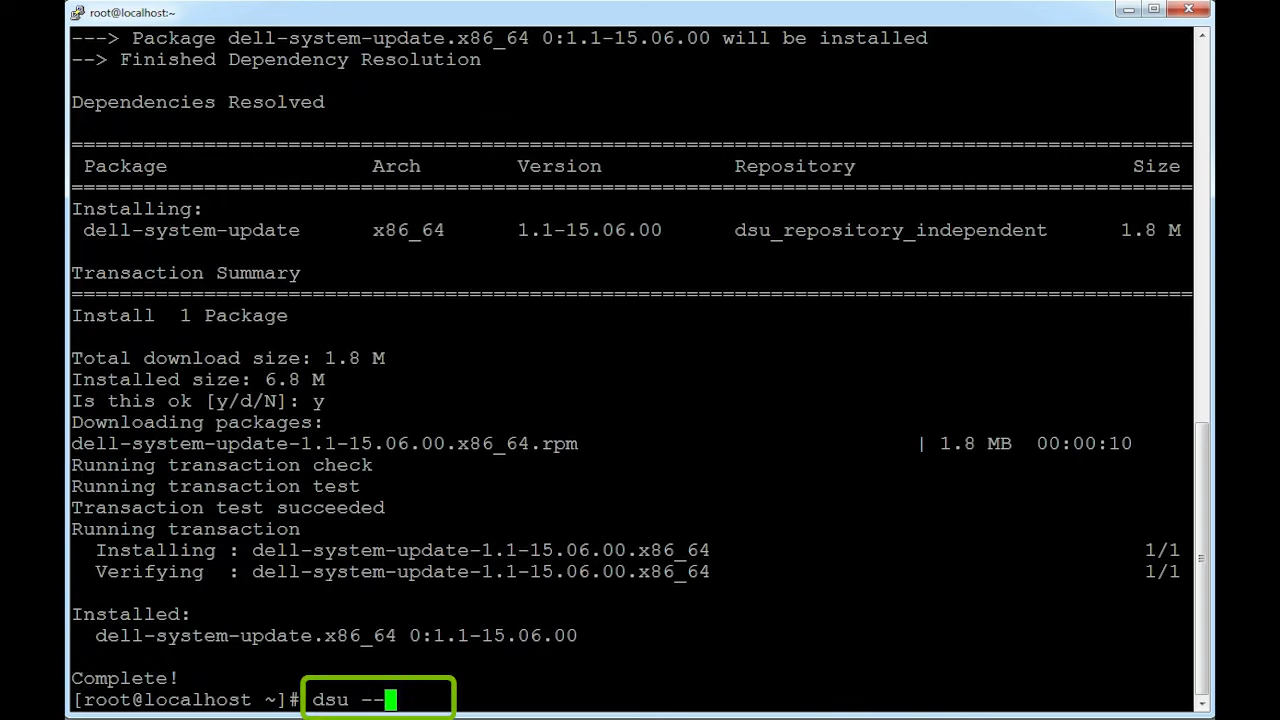 root@localhost:~
---> Package dell-system-update.x86_64 0:1.1-15.06.00 will be installed
--> Finished Dependency Resolution
Dependencies Resolved
================================================================================
Package Arch Version Repository Size
================================================================================
Installing:
dell-system-update x86_64 1.1-15.06.00 dsu_repository_independent 1.8 M
Transaction Summary
================================================================================
Install 1 Package
Total download size: 1.8 M
Installed size: 6.8 M
Is this ok [y/d/N]: y
Downloading packages:
dell-system-update-1.1-15.06.00.x86_64.rpm | 1.8 MB 00:00:10
Running transaction check
Running transaction test
Transaction test succeeded
Running transaction
Installing : dell-system-update-1.1-15.06.00.x86_64 1/1
Verifying : dell-system-update-1.1-15.06.00.x86_64 1/1
Installed:
dell-system-update.x86_64 0:1.1-15.06.00
Complete!
[root@localhost ~]# dsu --